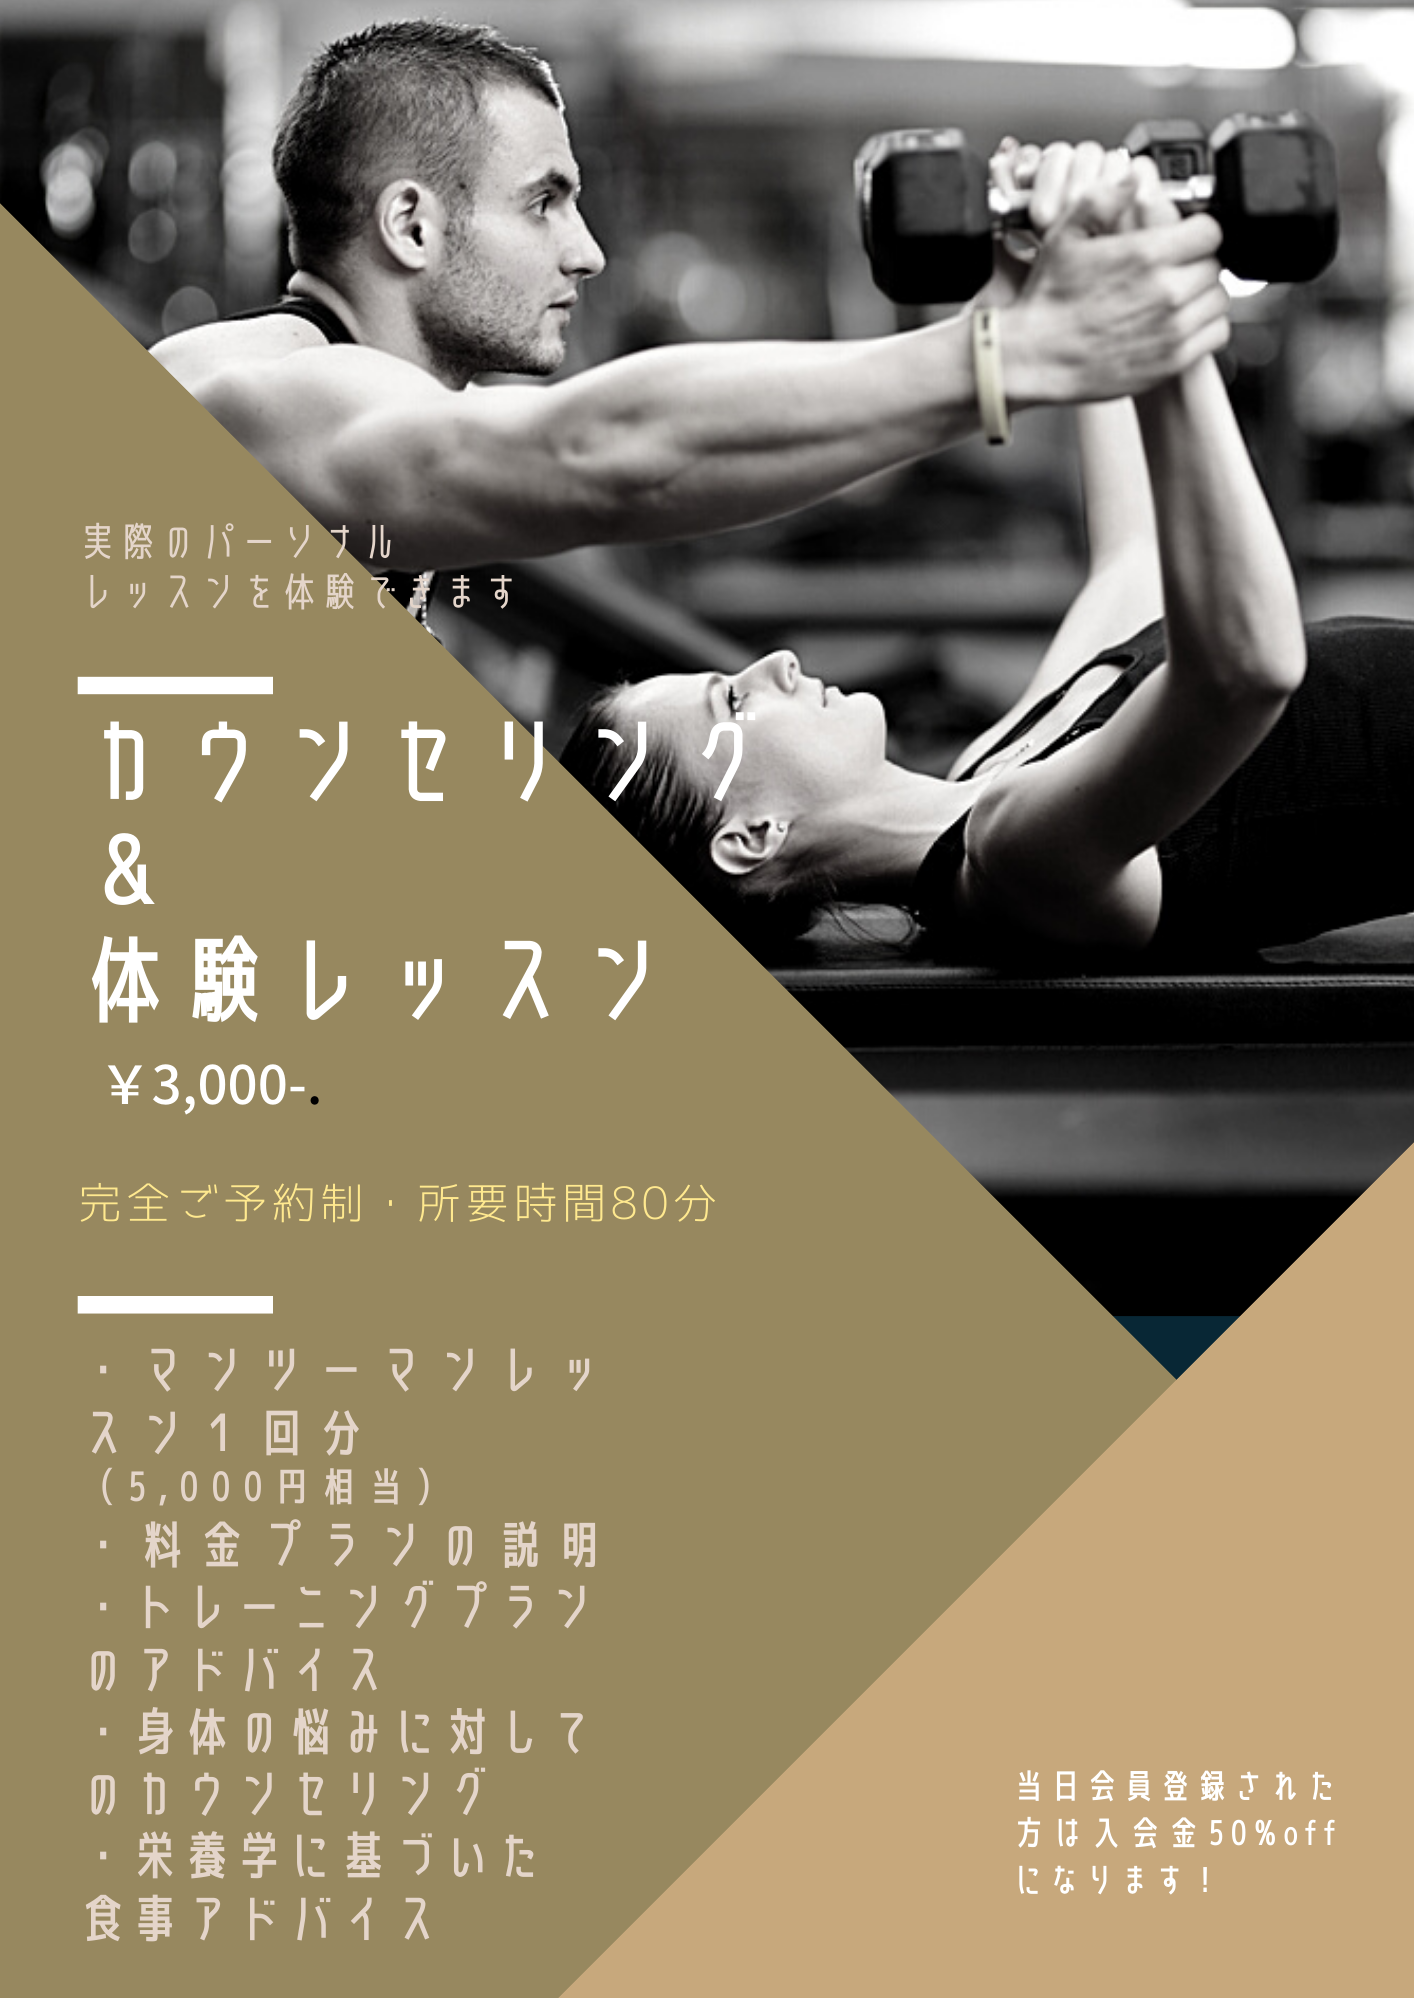 実際のパーソナル
レッスンを体験できます
カウンセリング
&
体験レッスン
¥3,000-.
完全ご予約制・所要時間80分
・マンツーマンレッ
スン1回分
(5,000円相当)
・料金プランの説明
・トレーニングプラン
のアドバイス
・身体の悩みに対して
のカウンセリング
・栄養学に基づいた
食事アドバイス
当日会員登録された
方は入会金50%off
になります!